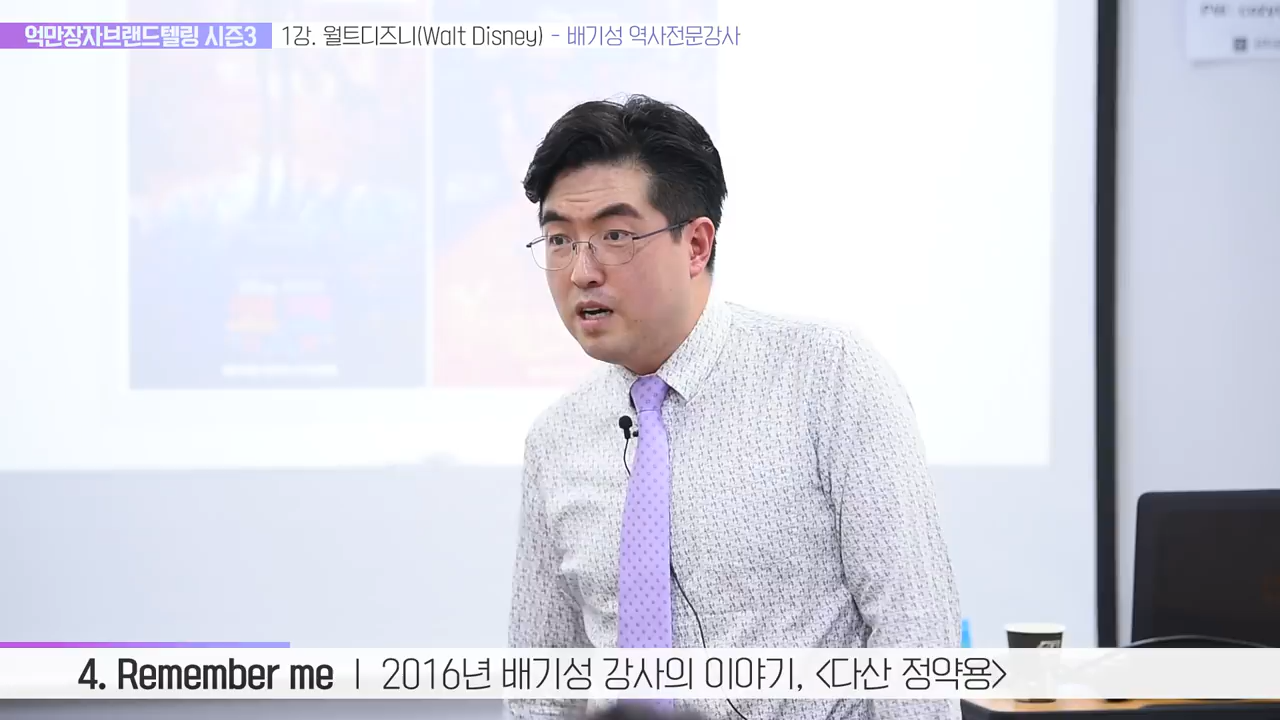 억만장자브랜드텔링 시즌3 1강. 월트디즈니(Walt Disney) - 배기성 역사전문강사
4. Remember me | 2016년 배기성 강사의 이야기, <다산 정약용>